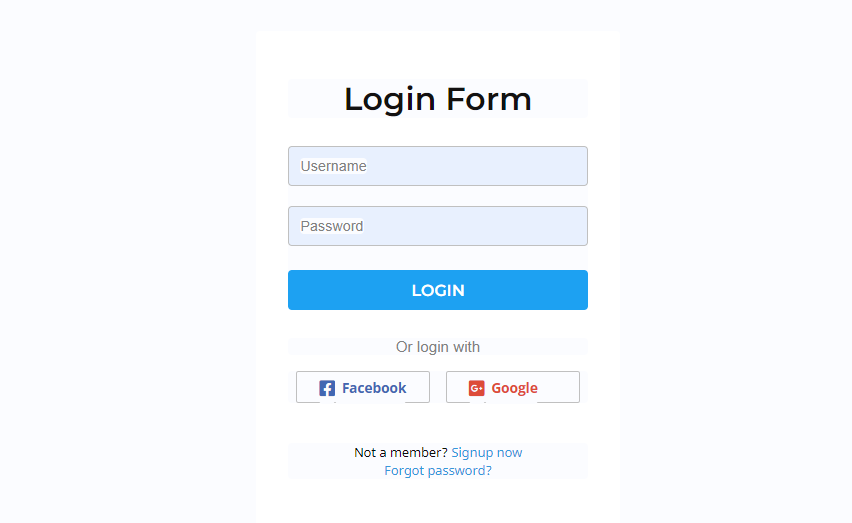 Login Form
Username
Password
LOGIN
Or login with
Facebook Google
Not a member? Signup now
Forgot password?